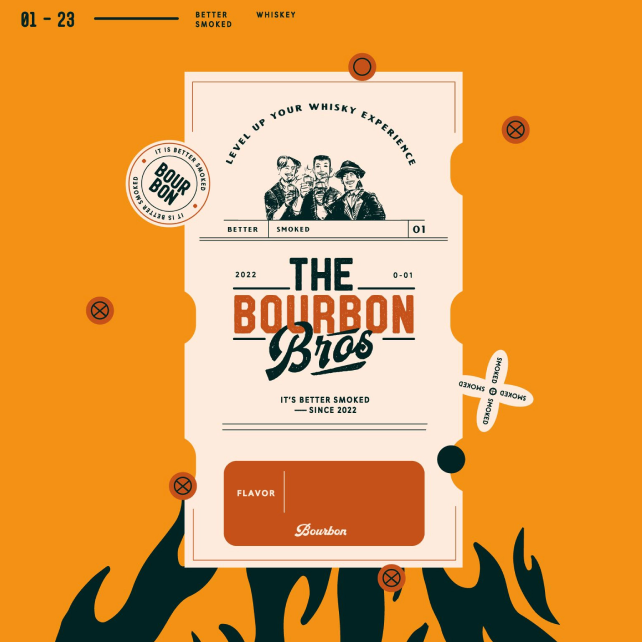 01 - 23
BETTER SMOKED
WHISKEY
LEVEL UP YOUR WHISKY EXPERIENCE
IT IS BETTER SMOKED
IT IS BETTER SMOKED
BOUR
BON
BETTER SMOKED 01
2022
THE
0-01
BOURBON
Bros
SMOKED
SMOKED
SMOKED
SMOKED
IT'S BETTER SMOKED
SINCE 2022
FLAVOR
Bourbon